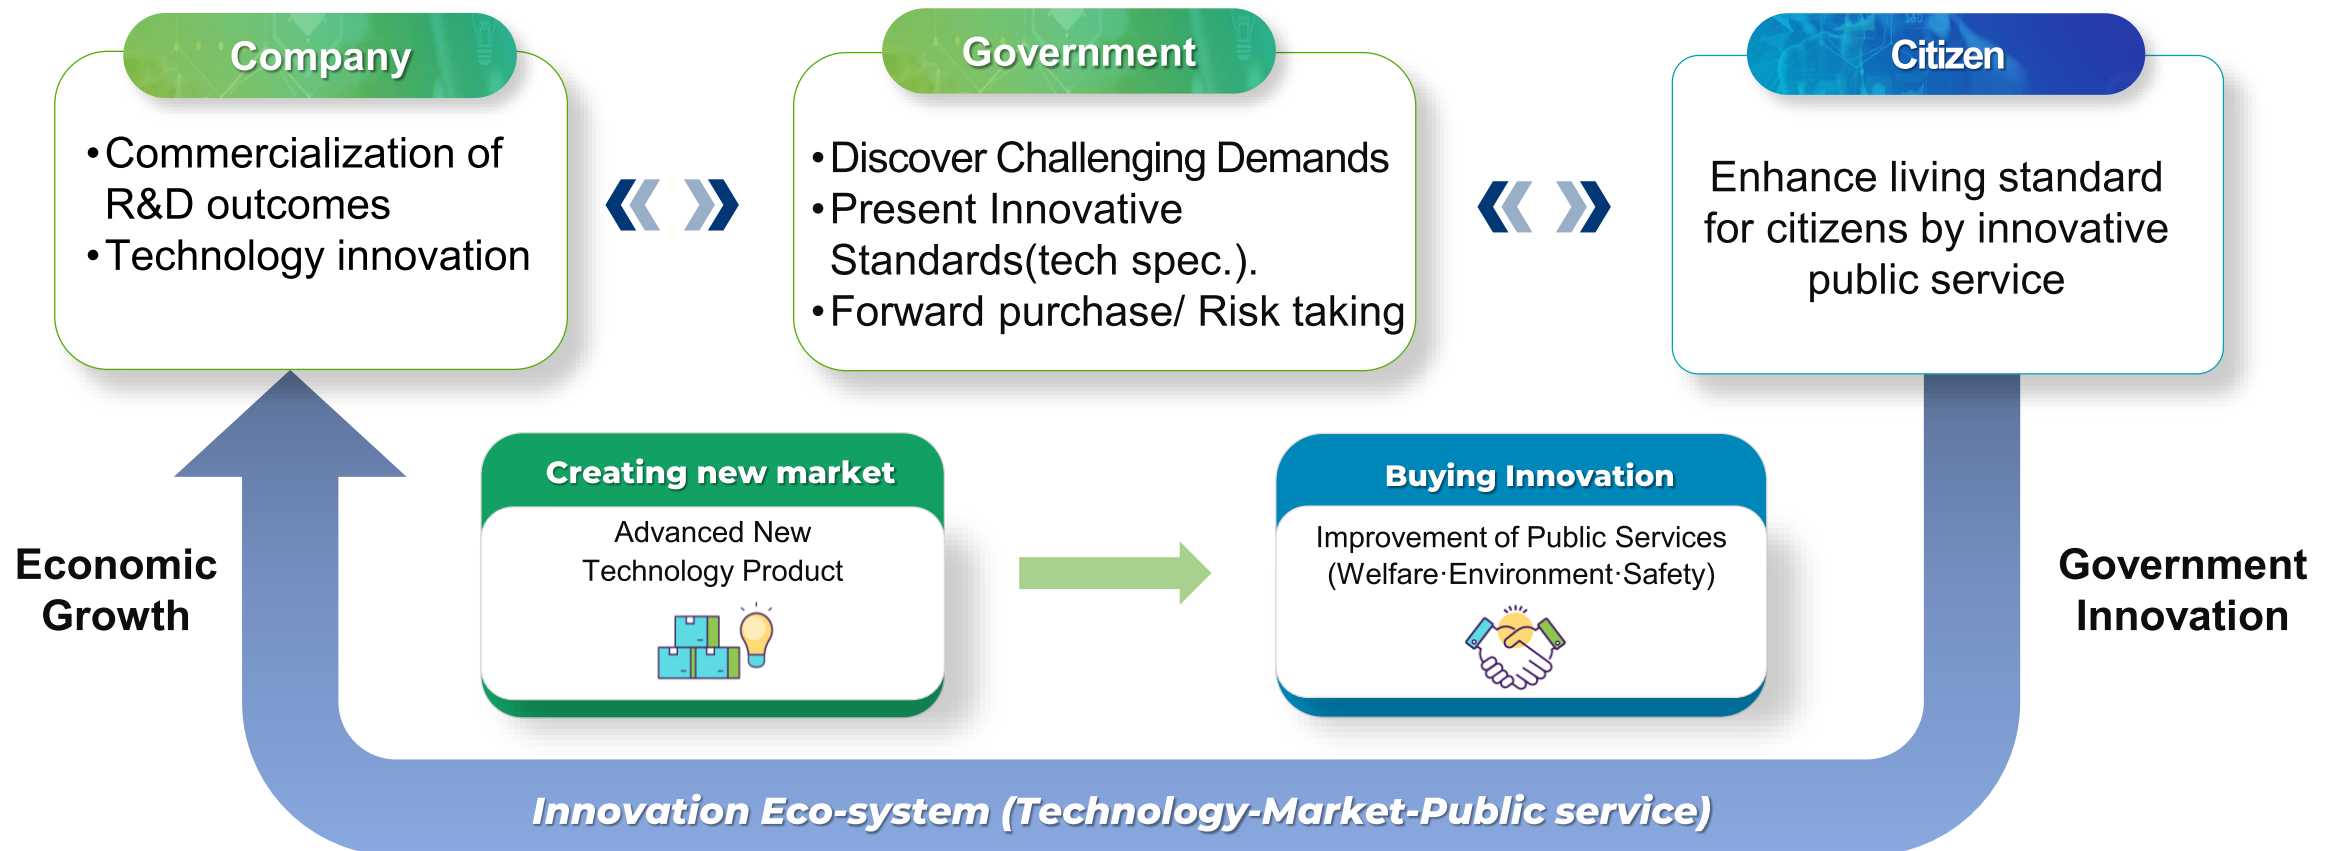 Company
•Commercialization of
R&D outcomes
•Technology innovation
Government
•Discover Challenging Demands
•Present Innovative
Standards(tech spec.).
•Forward purchase/ Risk taking
Citizen
Enhance living standard
for citizens by innovative
public service
Economic
Growth
Creating new market
Advanced New
Technology Product
Buying Innovation
Improvement of Public Services
(Welfare·Environment·Safety)
Government
Innovation
Innovation Eco-system (Technology-Market-Public service)